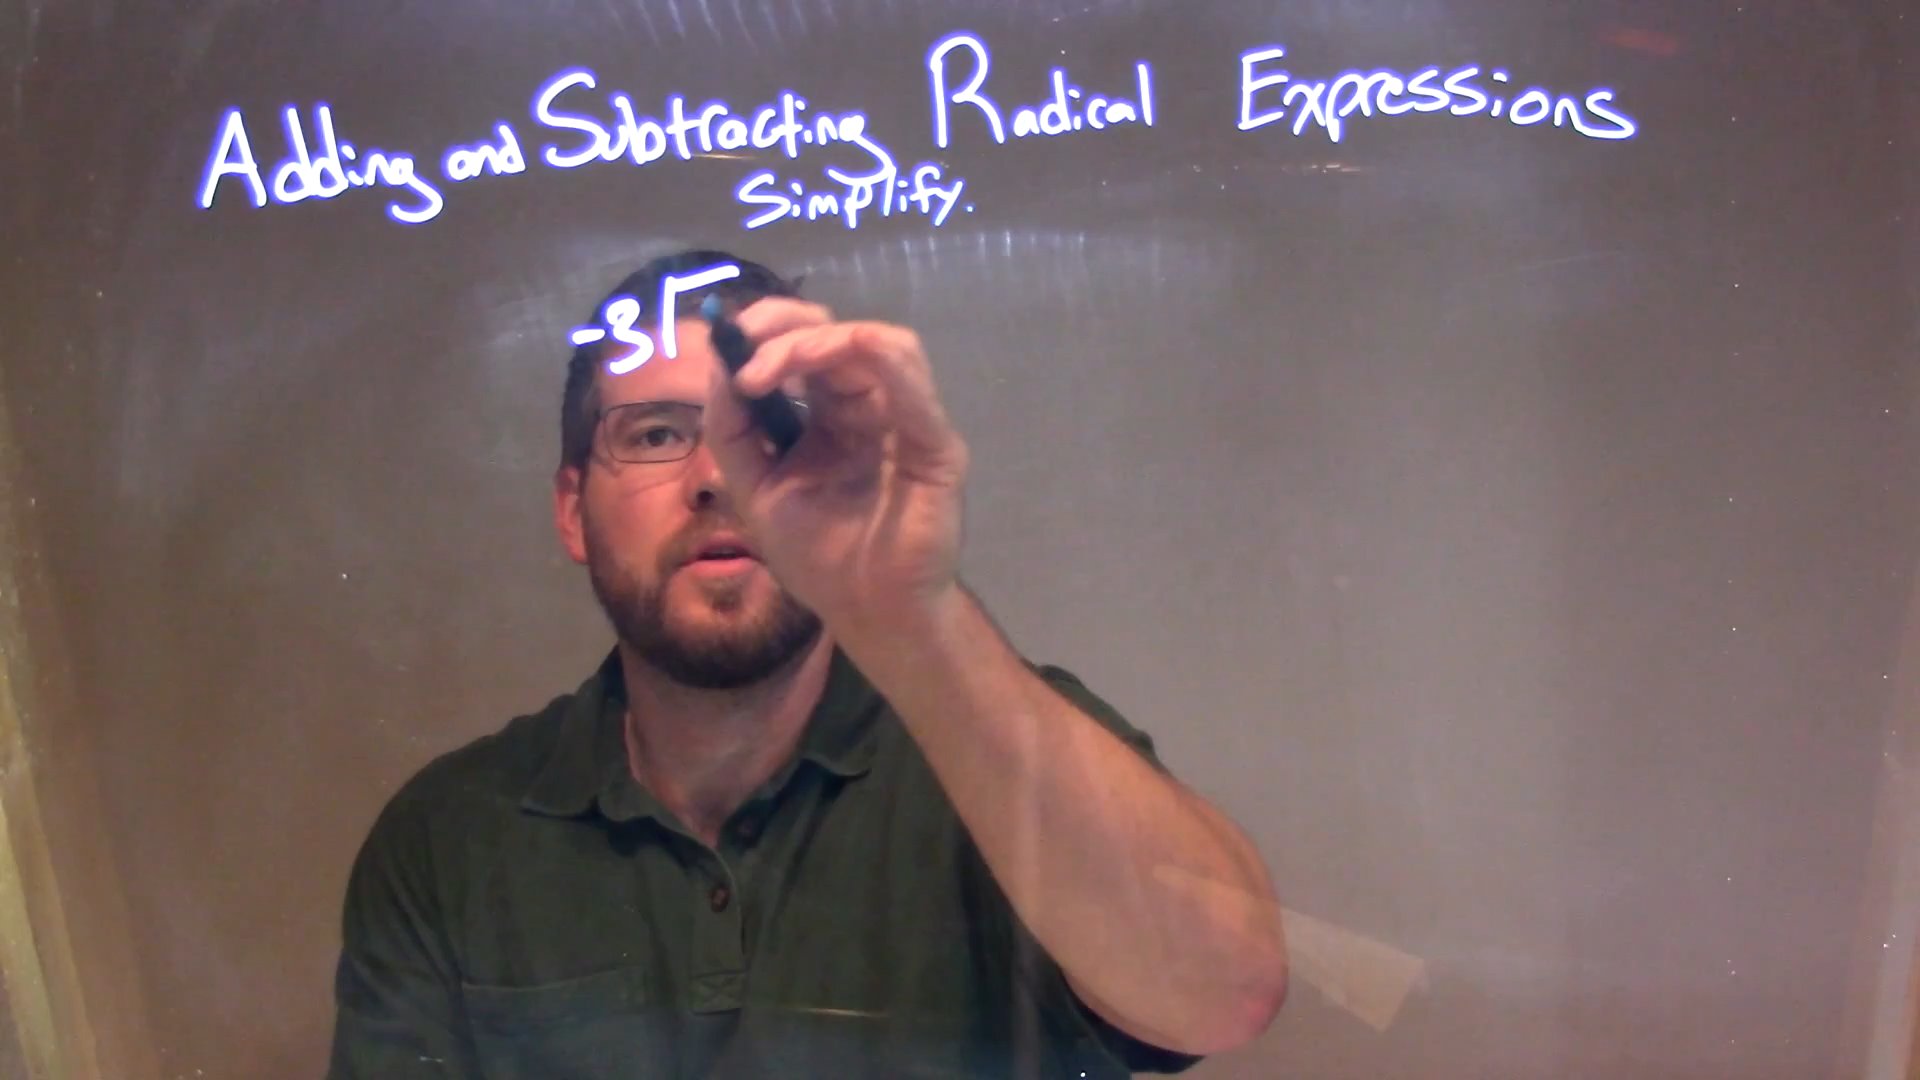 Adding and Subtracting Radical Expressions
Simplify.
-3√